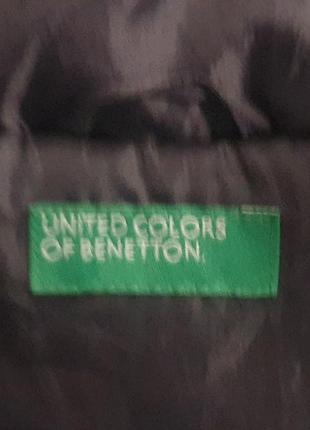 UNITED COLORS
OF BENETTON.